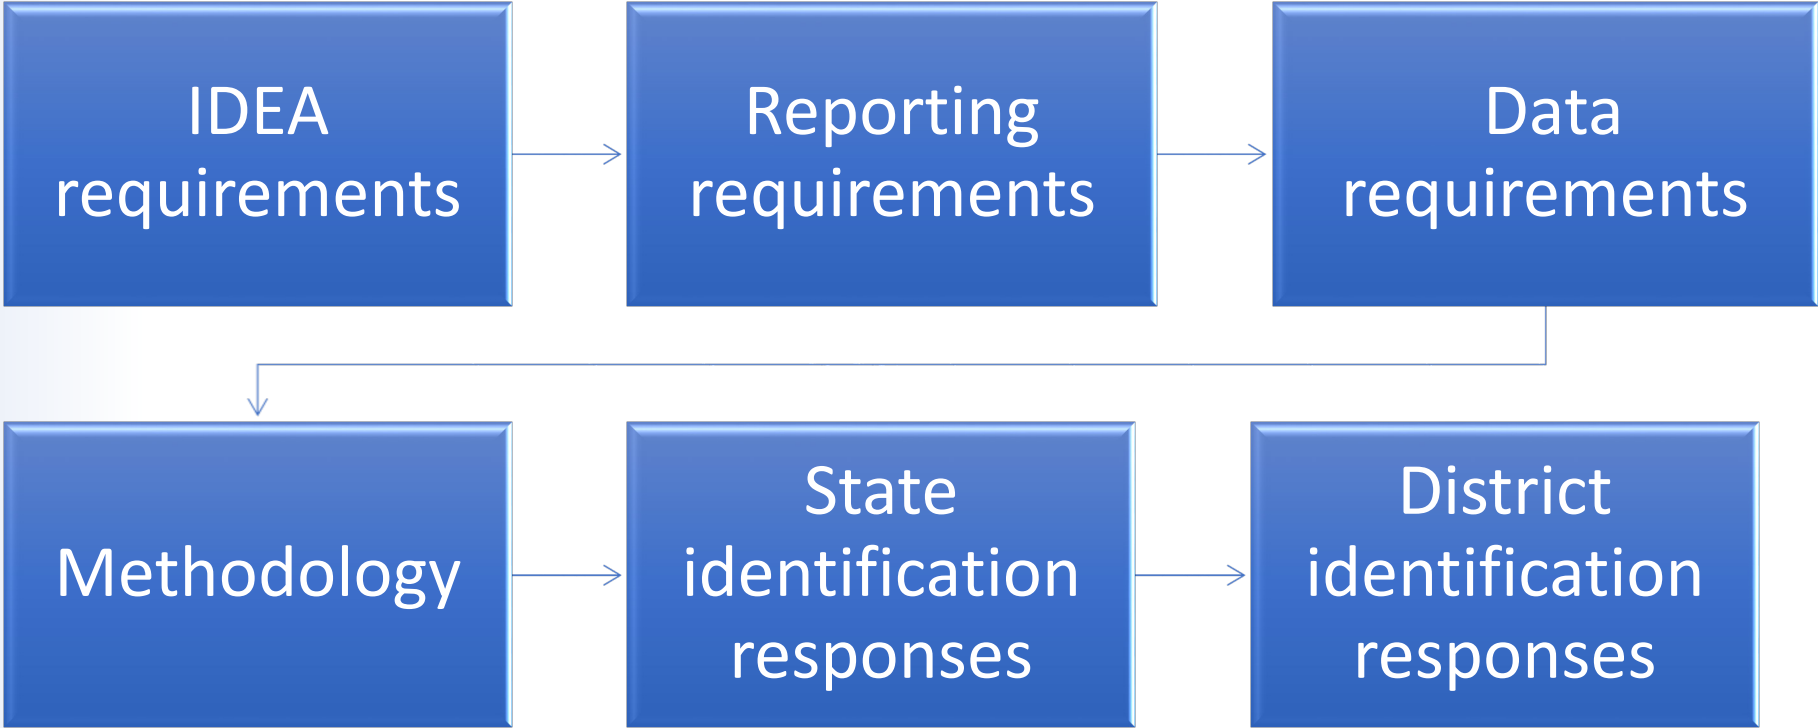 IDEA
requirements
Reporting
requirements
Data
requirements
Methodology
State
identification
responses
District
identification
responses